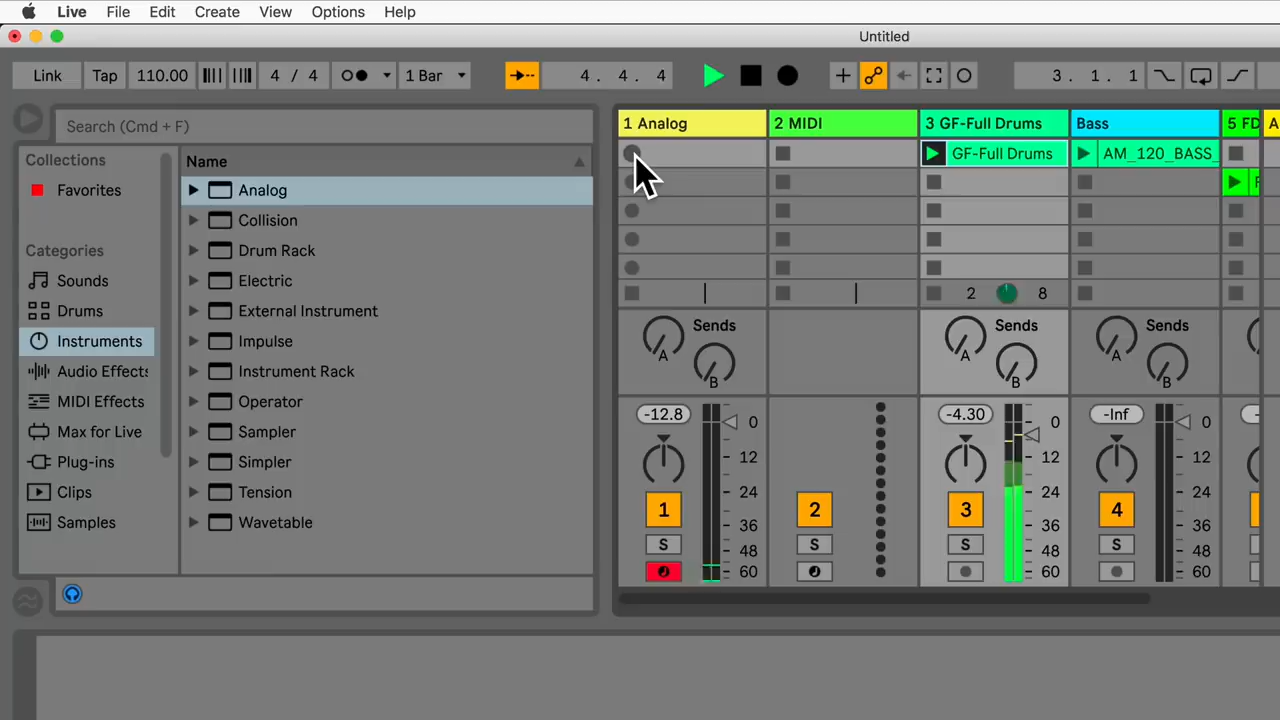 Live File Edit Create View Options Help
Untitled
Link Tap 110.00 4 / 4 1 Bar 4 . 4 . 4 3 . 1 . 1
Search (Cmd + F)
Collections
Favorites
Categories
Sounds
Drums
Instruments
Audio Effects
MIDI Effects
Max for Live
Plug-ins
Clips
Samples
Name
Analog
Collision
Drum Rack
Electric
External Instrument
Impulse
Instrument Rack
Operator
Sampler
Simpler
Tension
Wavetable
1 Analog 2 MIDI 3 GF-Full Drums Bass 5 FD A
GF-Full Drums AM_120_BASS_
F
2 8
Sends Sends Sends
A A A
B B B
-12.8 -4.30 -Inf
0 0 0
12 12 12
24 24 24
1 2 3 4
36 36 36
S S S S
48 48 48
60 60 60